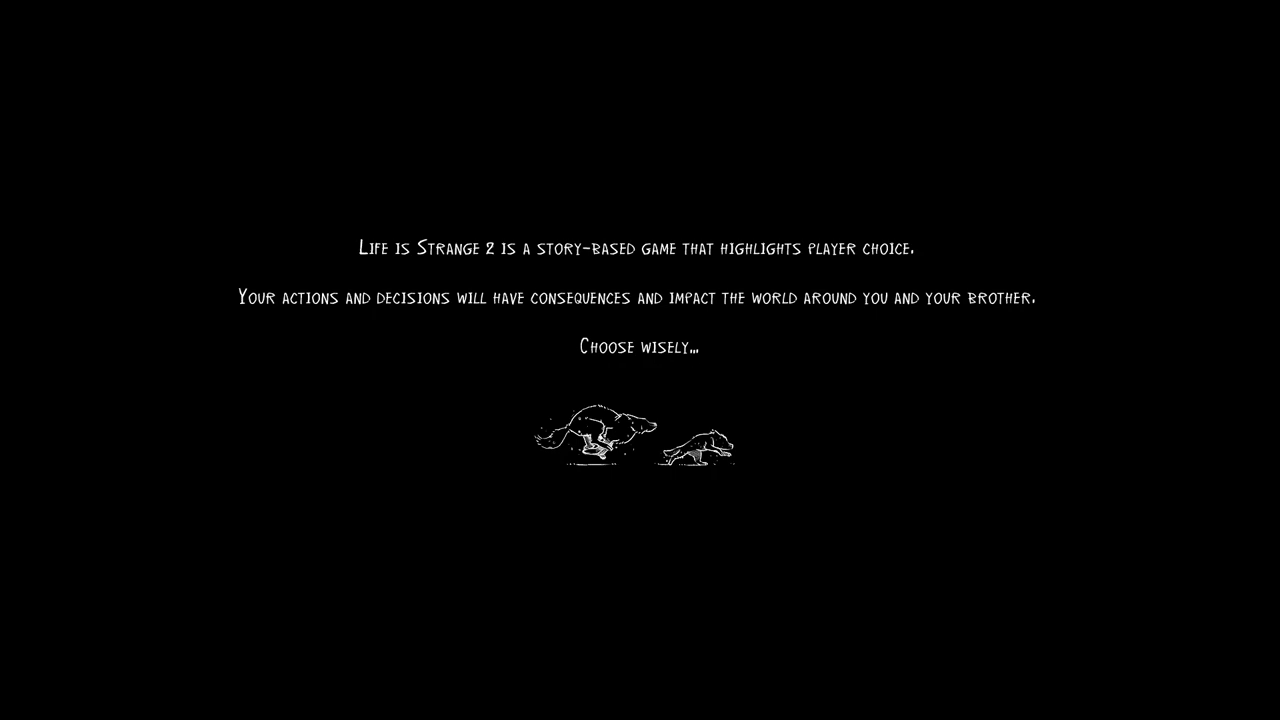 Life is Strange 2 is a story-based game that highlights player choice.
Your actions and decisions will have consequences and impact the world around you and your brother.
Choose wisely...